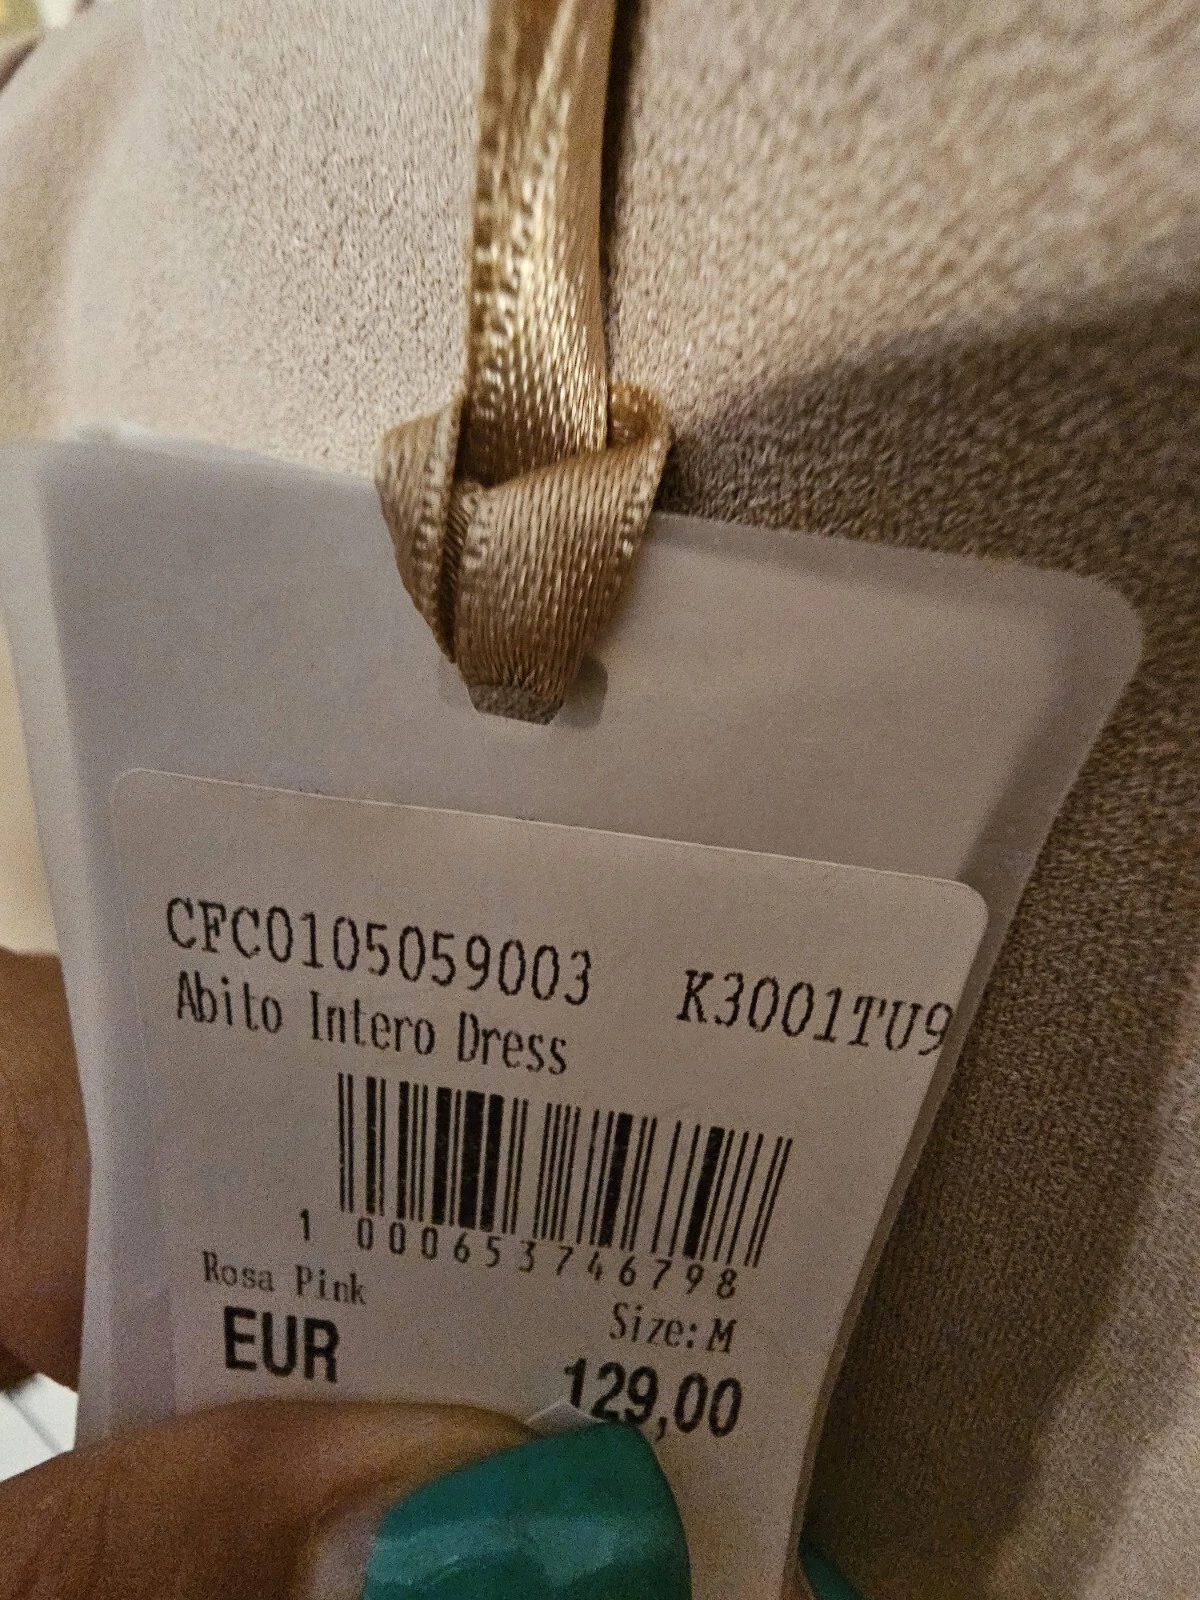 CFC0105059003 K3001TU9
Abito Intero Dress
1 000653746798
Rosa Pink
Size: M
EUR 129,00